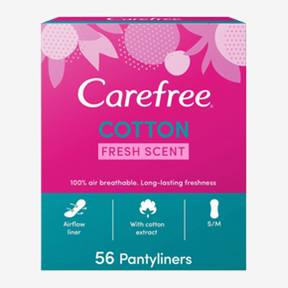 Carefree®
COTTON
FRESH SCENT
100% air breathable. Long-lasting freshness
Airflow
liner
With cotton
extract
S/M
56 Pantyliners